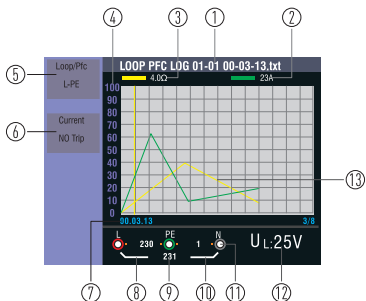 ④ ③ ① ②
Loop/Pfc
LOOP PFC LOG 01-01 00-03-13.txt
⑤
L-PE
4.0Ω
23A
100
90
80
⑥
Current
NO Trip
70
60
50
40
30
⑬
20
10
0
00.03.13
3/8
L
PE
N
230
1
231
UL:25V
⑦ ⑧ ⑨ ⑩ ⑪ ⑫